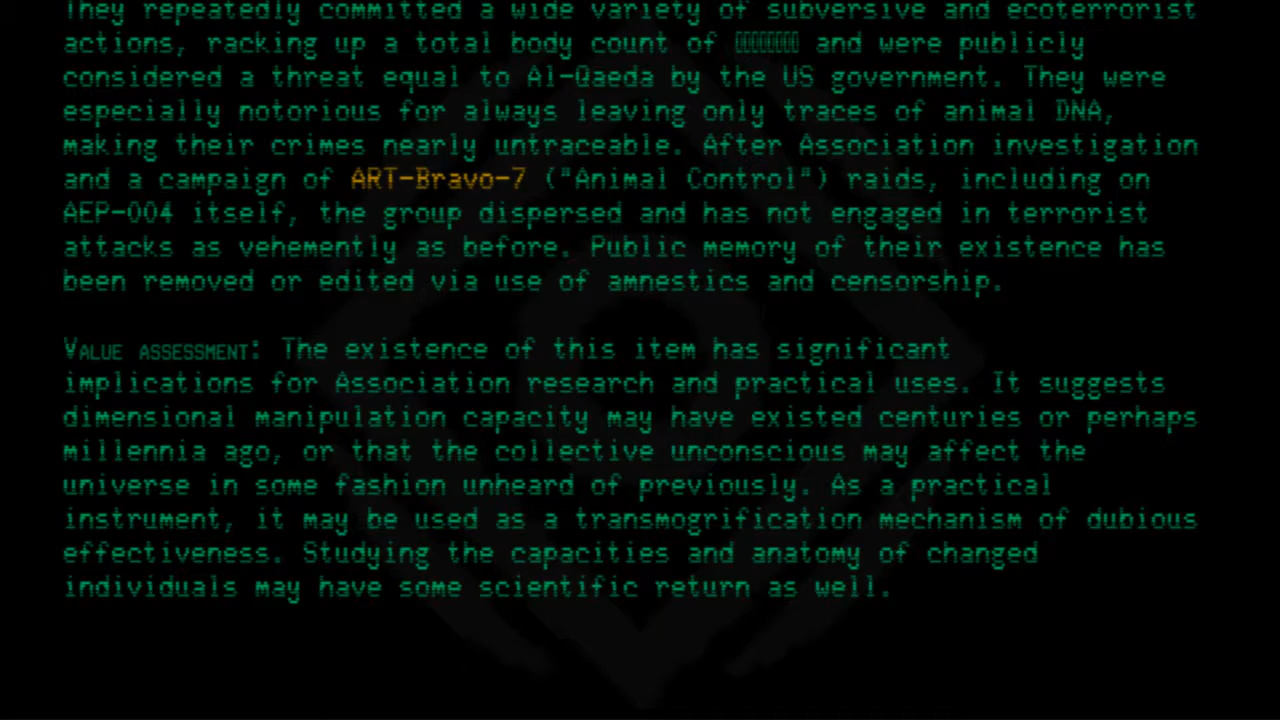 They repeatedly committed a wide variety of subversive and ecoterrorist
actions, racking up a total body count of ▯▯▯▯▯▯▯▯ and were publicly
considered a threat equal to Al-Qaeda by the US government. They were
especially notorious for always leaving only traces of animal DNA,
making their crimes nearly untraceable. After Association investigation
and a campaign of ART-Bravo-7 ("Animal Control") raids, including on
AEP-004 itself, the group dispersed and has not engaged in terrorist
attacks as vehemently as before. Public memory of their existence has
been removed or edited via use of amnestics and censorship.
VALUE ASSESSMENT: The existence of this item has significant
implications for Association research and practical uses. It suggests
dimensional manipulation capacity may have existed centuries or perhaps
millennia ago, or that the collective unconscious may affect the
universe in some fashion unheard of previously. As a practical
instrument, it may be used as a transmogrification mechanism of dubious
effectiveness. Studying the capacities and anatomy of changed
individuals may have some scientific return as well.